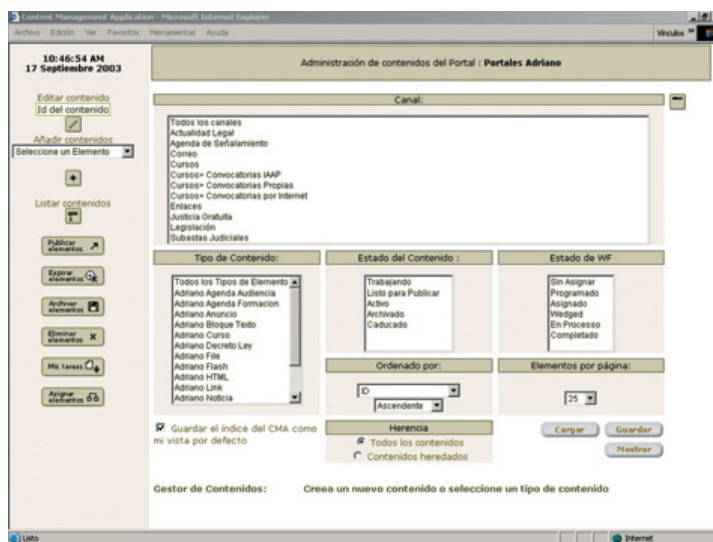 Content Management Application - Microsoft Internet Explorer
Archivo Edición Ver Favoritos Herramientas Ayuda
Vínculos »
10:46:54 AM
17 Septiembre 2003
Administración de contenidos del Portal : Portales Adriano
Editar contenido
Id del contenido
Añadir contenidos
Seleccione un Elemento
Listar contenidos
Publicar
elementos
Expirar
elementos
Archivar
elementos
Eliminar
elementos
Mis tareas
Asignar
elementos
Canal:
Todos los canales
Actualidad Legal
Agenda de Señalamiento
Correo
Cursos
Cursos> Convocatorias IAAP
Cursos> Convocatorias Propias
Cursos> Convocatorias por Internet
Enlaces
Justicia Gratuita
Legislación
Subastas Judiciales
Tipo de Contenido:
Todos los Tipos de Elemento
Adriano Agenda Audiencia
Adriano Agenda Formacion
Adriano Anuncio
Adriano Bloque Texto
Adriano Curso
Adriano Decreto Ley
Adriano File
Adriano Flash
Adriano HTML
Adriano Link
Adriano Noticia
Estado del Contenido :
Trabajando
Listo para Publicar
Activo
Archivado
Caducado
Estado de WF
Sin Asignar
Programado
Asignado
Wedged
En Processo
Completado
Ordenado por:
ID
Ascendente
Elementos por página:
25
Guardar el índice del CMA como
mi vista por defecto
Herencia
Todos los contenidos
Contenidos heredados
Cargar
Guardar
Mostrar
Gestor de Contenidos: Creea un nuevo contenido o seleccione un tipo de contenido
Listo
Internet